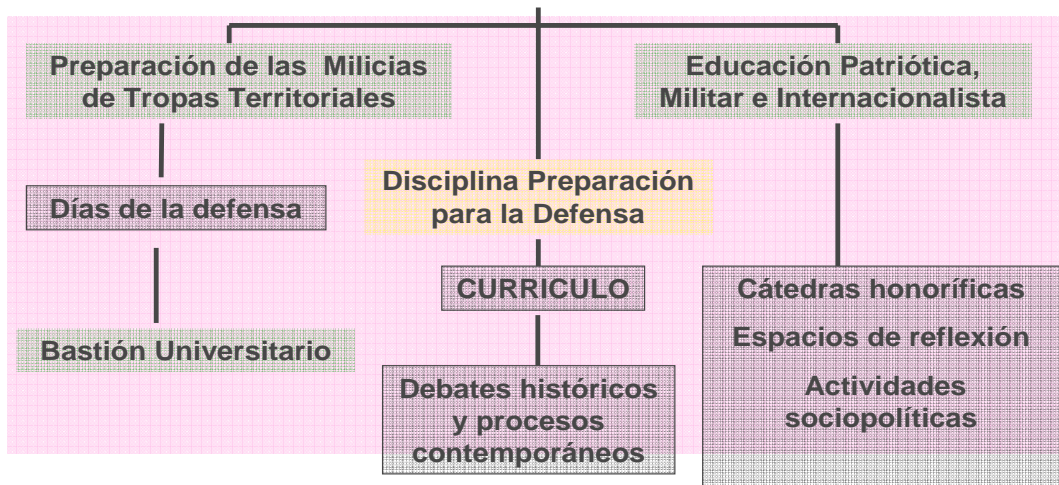 Preparación de las Milicias
de Tropas Territoriales
Días de la defensa
Bastión Universitario
Disciplina Preparación
para la Defensa
CURRICULO
Debates históricos
y procesos
contemporáneos
Educación Patriótica,
Militar e Internacionalista
Cátedras honoríficas
Espacios de reflexión
Actividades
sociopolíticas